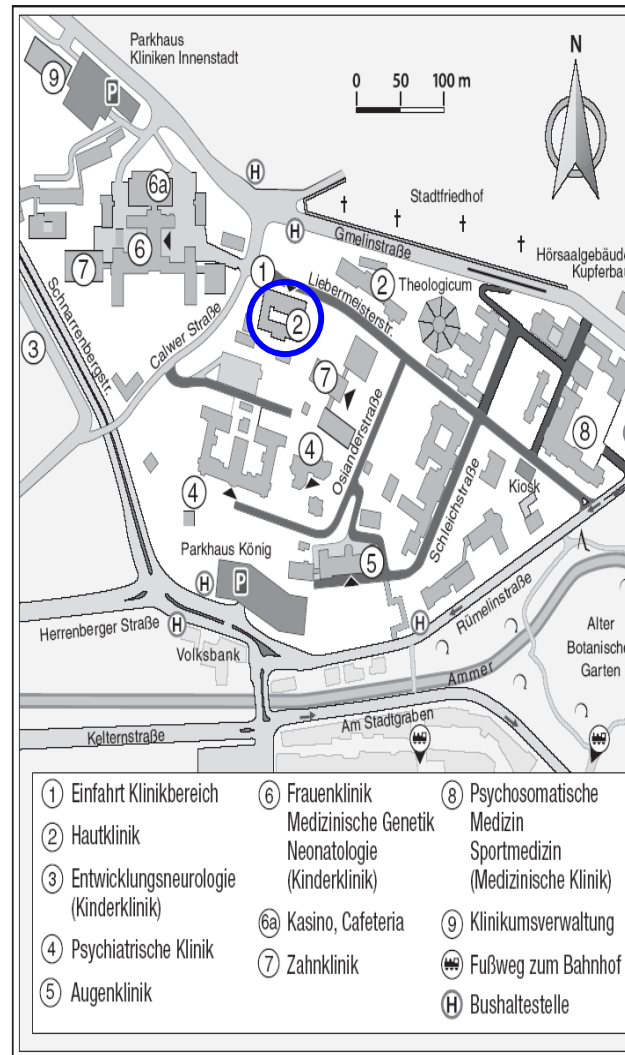 Parkhaus
Kliniken Innenstadt
9
P
0 50 100 m
N
6a
H
Stadtfriedhof
H
Gmelinstraße
Hörsaalgebäude
Kupferbau
6
1
2
Theologicum
7
Liebermeisterstr.
2
Schnarrenbergstr.
3
Calwer Straße
7
8
4
Osianderstraße
4
Schleichstraße
Kiosk
Parkhaus König
5
H
P
Rümelinstraße
Herrenberger Straße
H
H
Volksbank
Alter
Botanische
Garten
Ammer
Am Stadtgraben
Kelternstraße
1 Einfahrt Klinikbereich
2 Hautklinik
3 Entwicklungsneurologie
(Kinderklinik)
4 Psychiatrische Klinik
5 Augenklinik
6 Frauenklinik
Medizinische Genetik
Neonatologie
(Kinderklinik)
6a Kasino, Cafeteria
7 Zahnklinik
8 Psychosomatische
Medizin
Sportmedizin
(Medizinische Klinik)
9 Klinikumsverwaltung
Fußweg zum Bahnhof
H Bushaltestelle